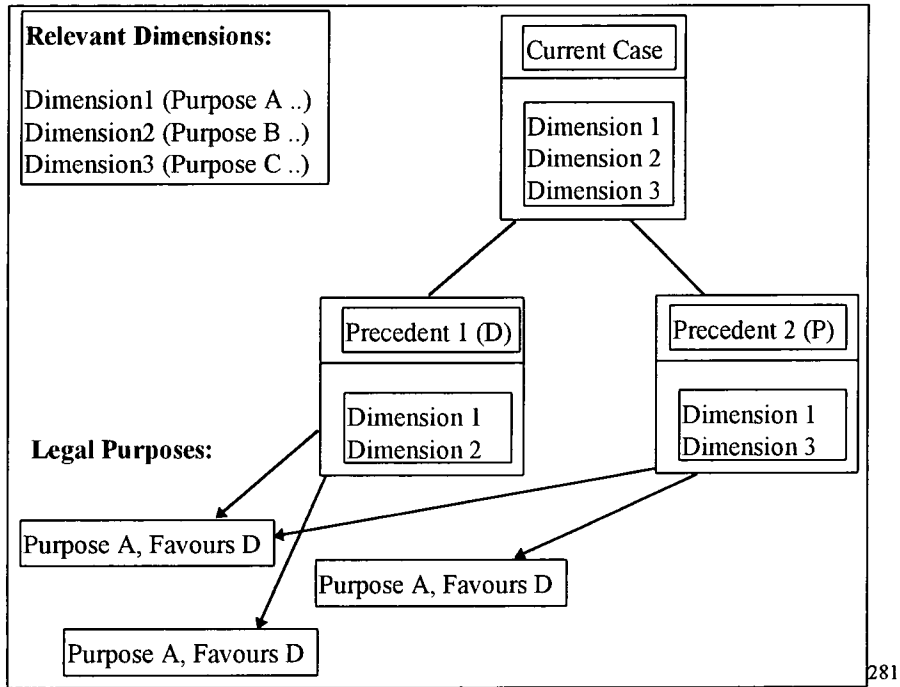 Relevant Dimensions:
Dimension1 (Purpose A ..)
Dimension2 (Purpose B ..)
Dimension3 (Purpose C ..)
Current Case
Dimension 1
Dimension 2
Dimension 3
Precedent 1 (D)
Dimension 1
Dimension 2
Precedent 2 (P)
Dimension 1
Dimension 3
Legal Purposes:
Purpose A, Favours D
Purpose A, Favours D
Purpose A, Favours D
281